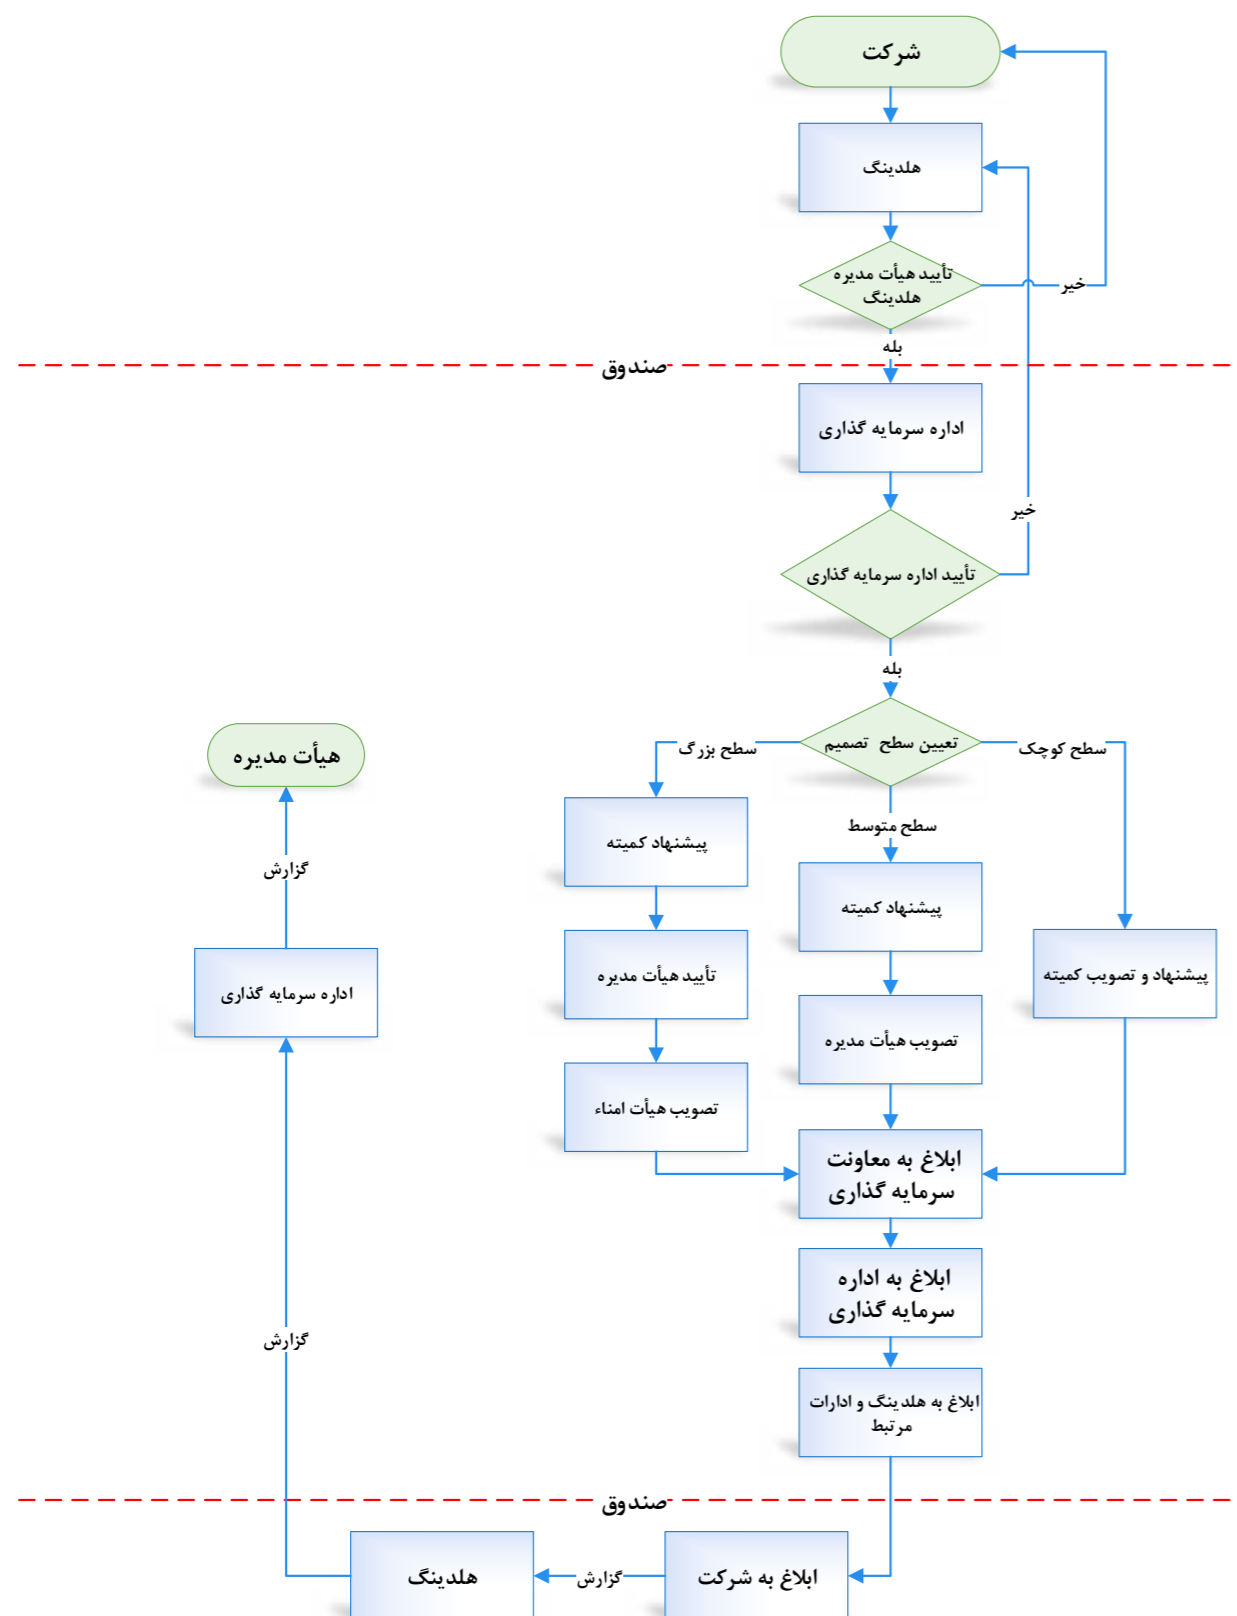 شرکت
هلدینگ
تأیید هیأت مدیره
هلدینگ
خیر
بله
صندوق
اداره سرمایه گذاری
خیر
تأیید اداره سرمایه گذاری
بله
تعیین سطح تصمیم
سطح کوچک
سطح بزرگ
سطح متوسط
هیأت مدیره
گزارش
پیشنهاد کمیته
پیشنهاد کمیته
پیشنهاد و تصویب کمیته
تأیید هیأت مدیره
اداره سرمایه گذاری
تصویب هیأت مدیره
تصویب هیأت امناء
ابلاغ به معاونت
سرمایه گذاری
ابلاغ به اداره
سرمایه گذاری
گزارش
ابلاغ به هلدینگ و ادارات
مرتبط
صندوق
ابلاغ به شرکت
گزارش
هلدینگ